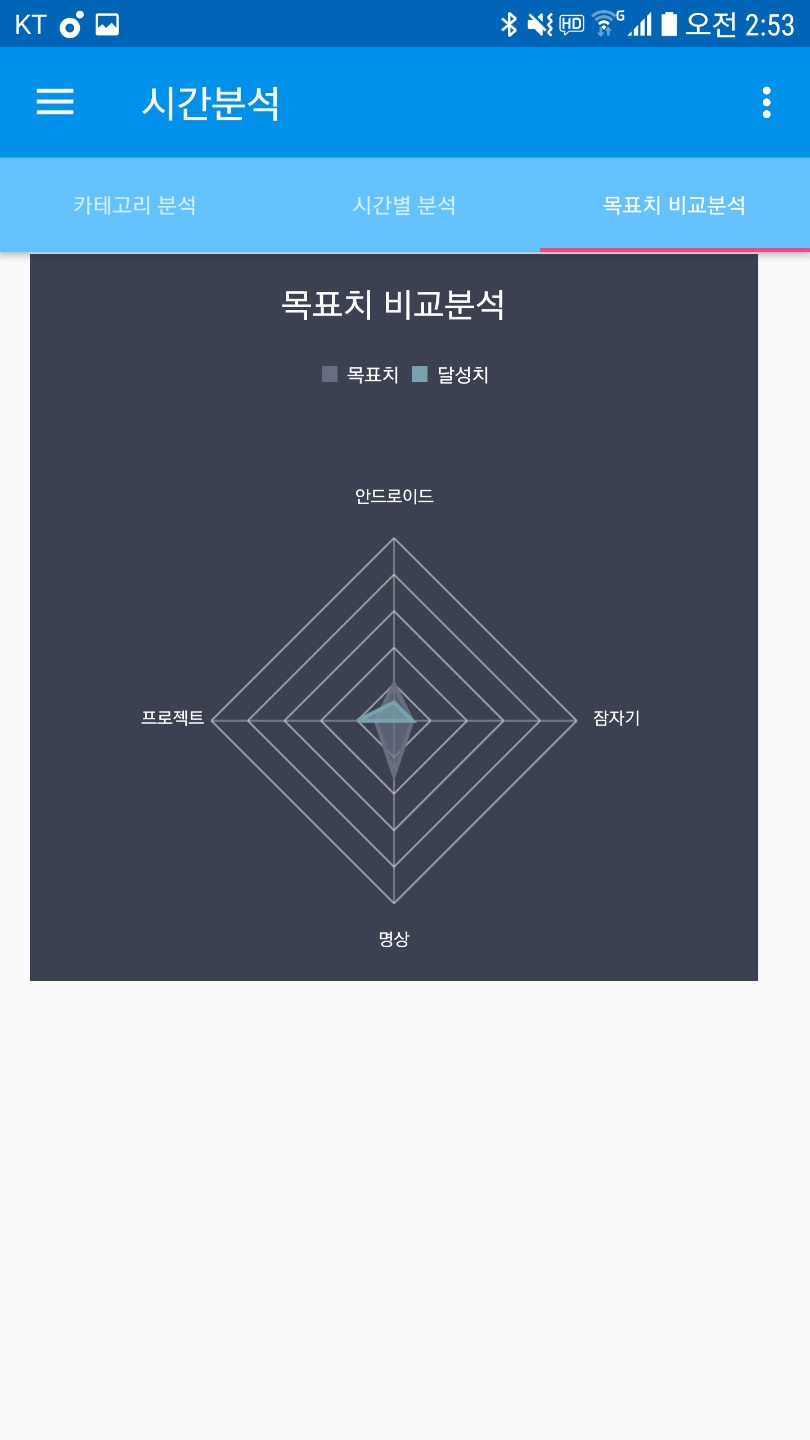 KT HD G 오전 2:53
시간분석
카테고리 분석 시간별 분석 목표치 비교분석
목표치 비교분석
목표치 달성치
안드로이드
프로젝트 잠자기
명상